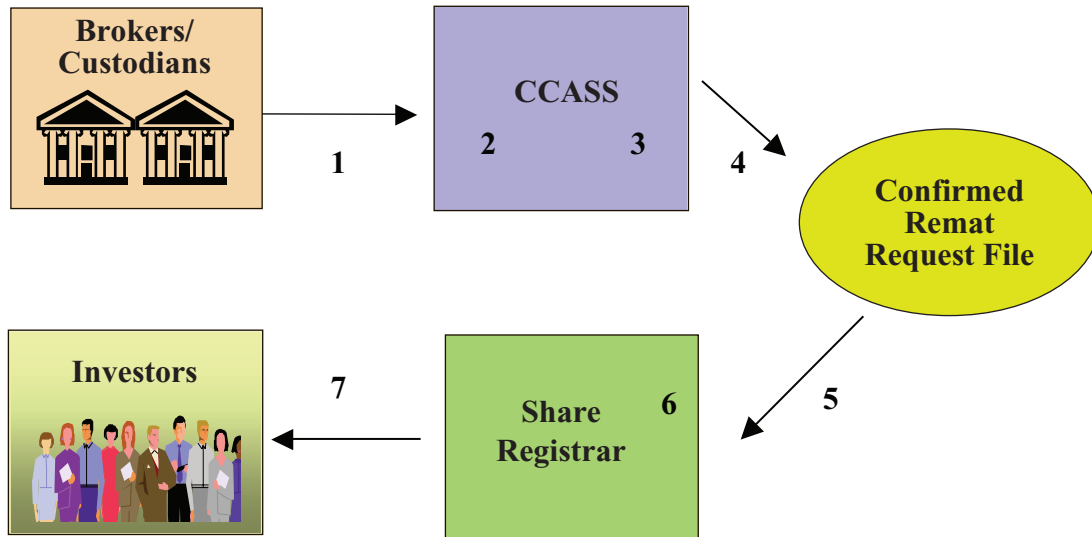 Brokers/
Custodians
1
CCASS
2 3
4
Confirmed
Remat
Request File
5
Share
Registrar
6
7
Investors